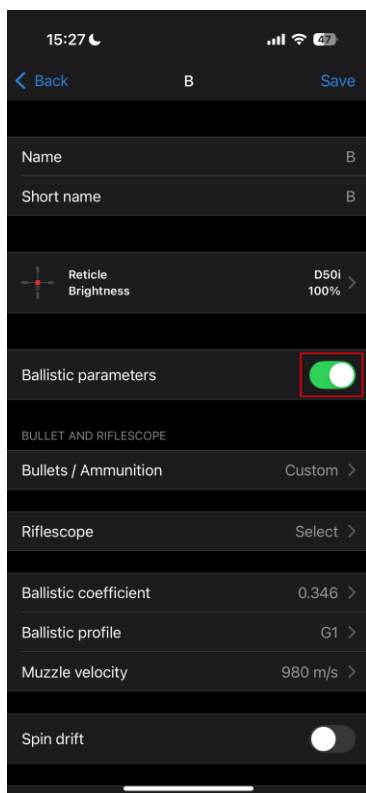 15:27
47
Back B Save
Name B
Short name B
Reticle D50i
Brightness 100%
Ballistic parameters
BULLET AND RIFLESCOPE
Bullets / Ammunition Custom
Riflescope Select
Ballistic coefficient 0.346
Ballistic profile G1
Muzzle velocity 980 m/s
Spin drift